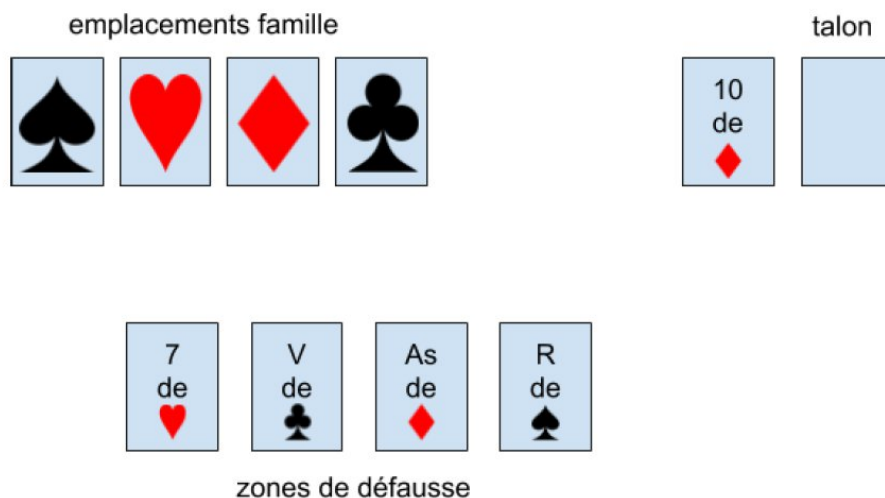 emplacements famille
talon
10
de
7
de
V
de
As
de
R
de
zones de défausse